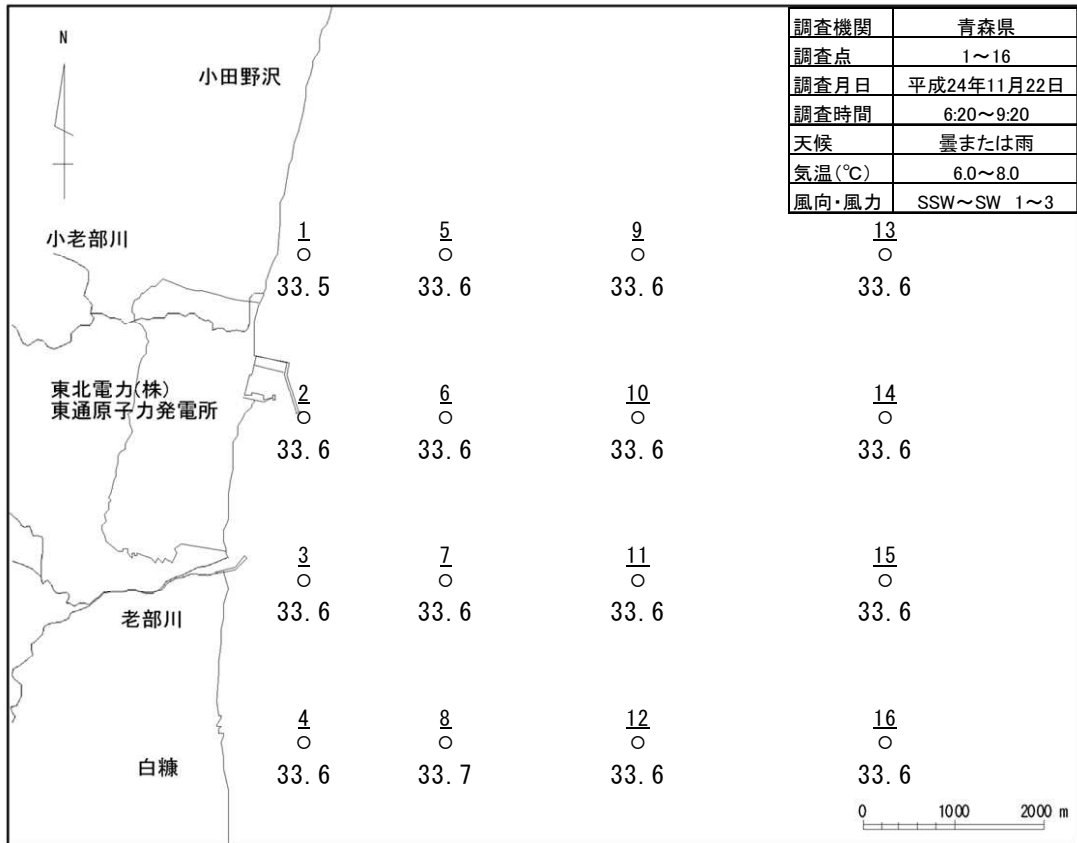 調査機関 青森県
調査点 1～16
調査月日 平成24年11月22日
調査時間 6:20～9:20
天候 曇または雨
気温(℃) 6.0～8.0
風向・風力 SSW～SW 1～3
N
小田野沢
小老部川
1 5 9 13
33.5 33.6 33.6 33.6
東北電力(株)
東通原子力発電所
2 6 10 14
33.6 33.6 33.6 33.6
3 7 11 15
33.6 33.6 33.6 33.6
老部川
4 8 12 16
33.6 33.7 33.6 33.6
白糠
0 1000 2000 m